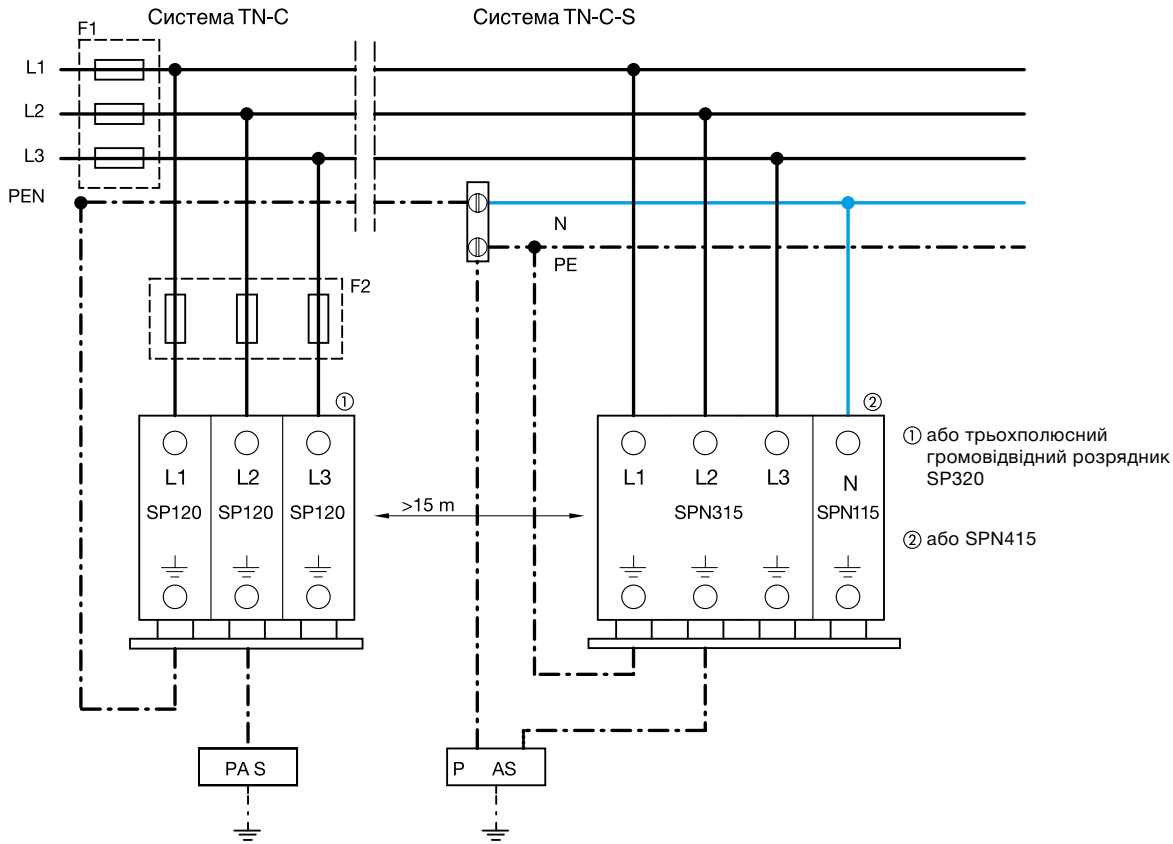 Система TN-C
Система TN-C-S
F1
L1
L2
L3
PEN
N
PE
F2
①
②
L1
L2
L3
SP120
SP120
SP120
>15 m
L1
L2
L3
N
SPN315
SPN115
① або трьохполюсний
громовідвідний розрядник
SP320
② або SPN415
PA S
P AS